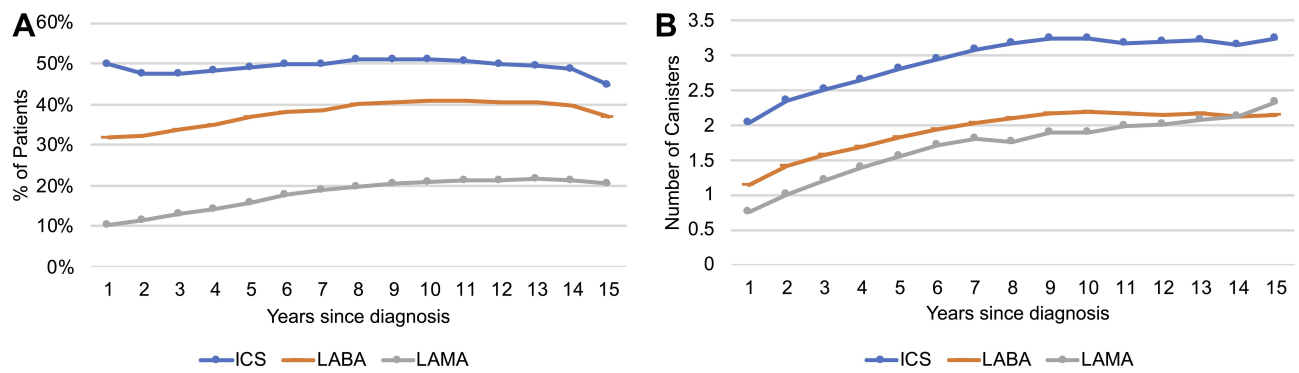 A
60%
50%
40%
30%
20%
10%
0%
% of Patients
1 2 3 4 5 6 7 8 9 10 11 12 13 14 15
Years since diagnosis
ICS LABA LAMA
B
3.5
3
2.5
2
1.5
1
0.5
0
Number of Canisters
1 2 3 4 5 6 7 8 9 10 11 12 13 14 15
Years since diagnosis
ICS LABA LAMA